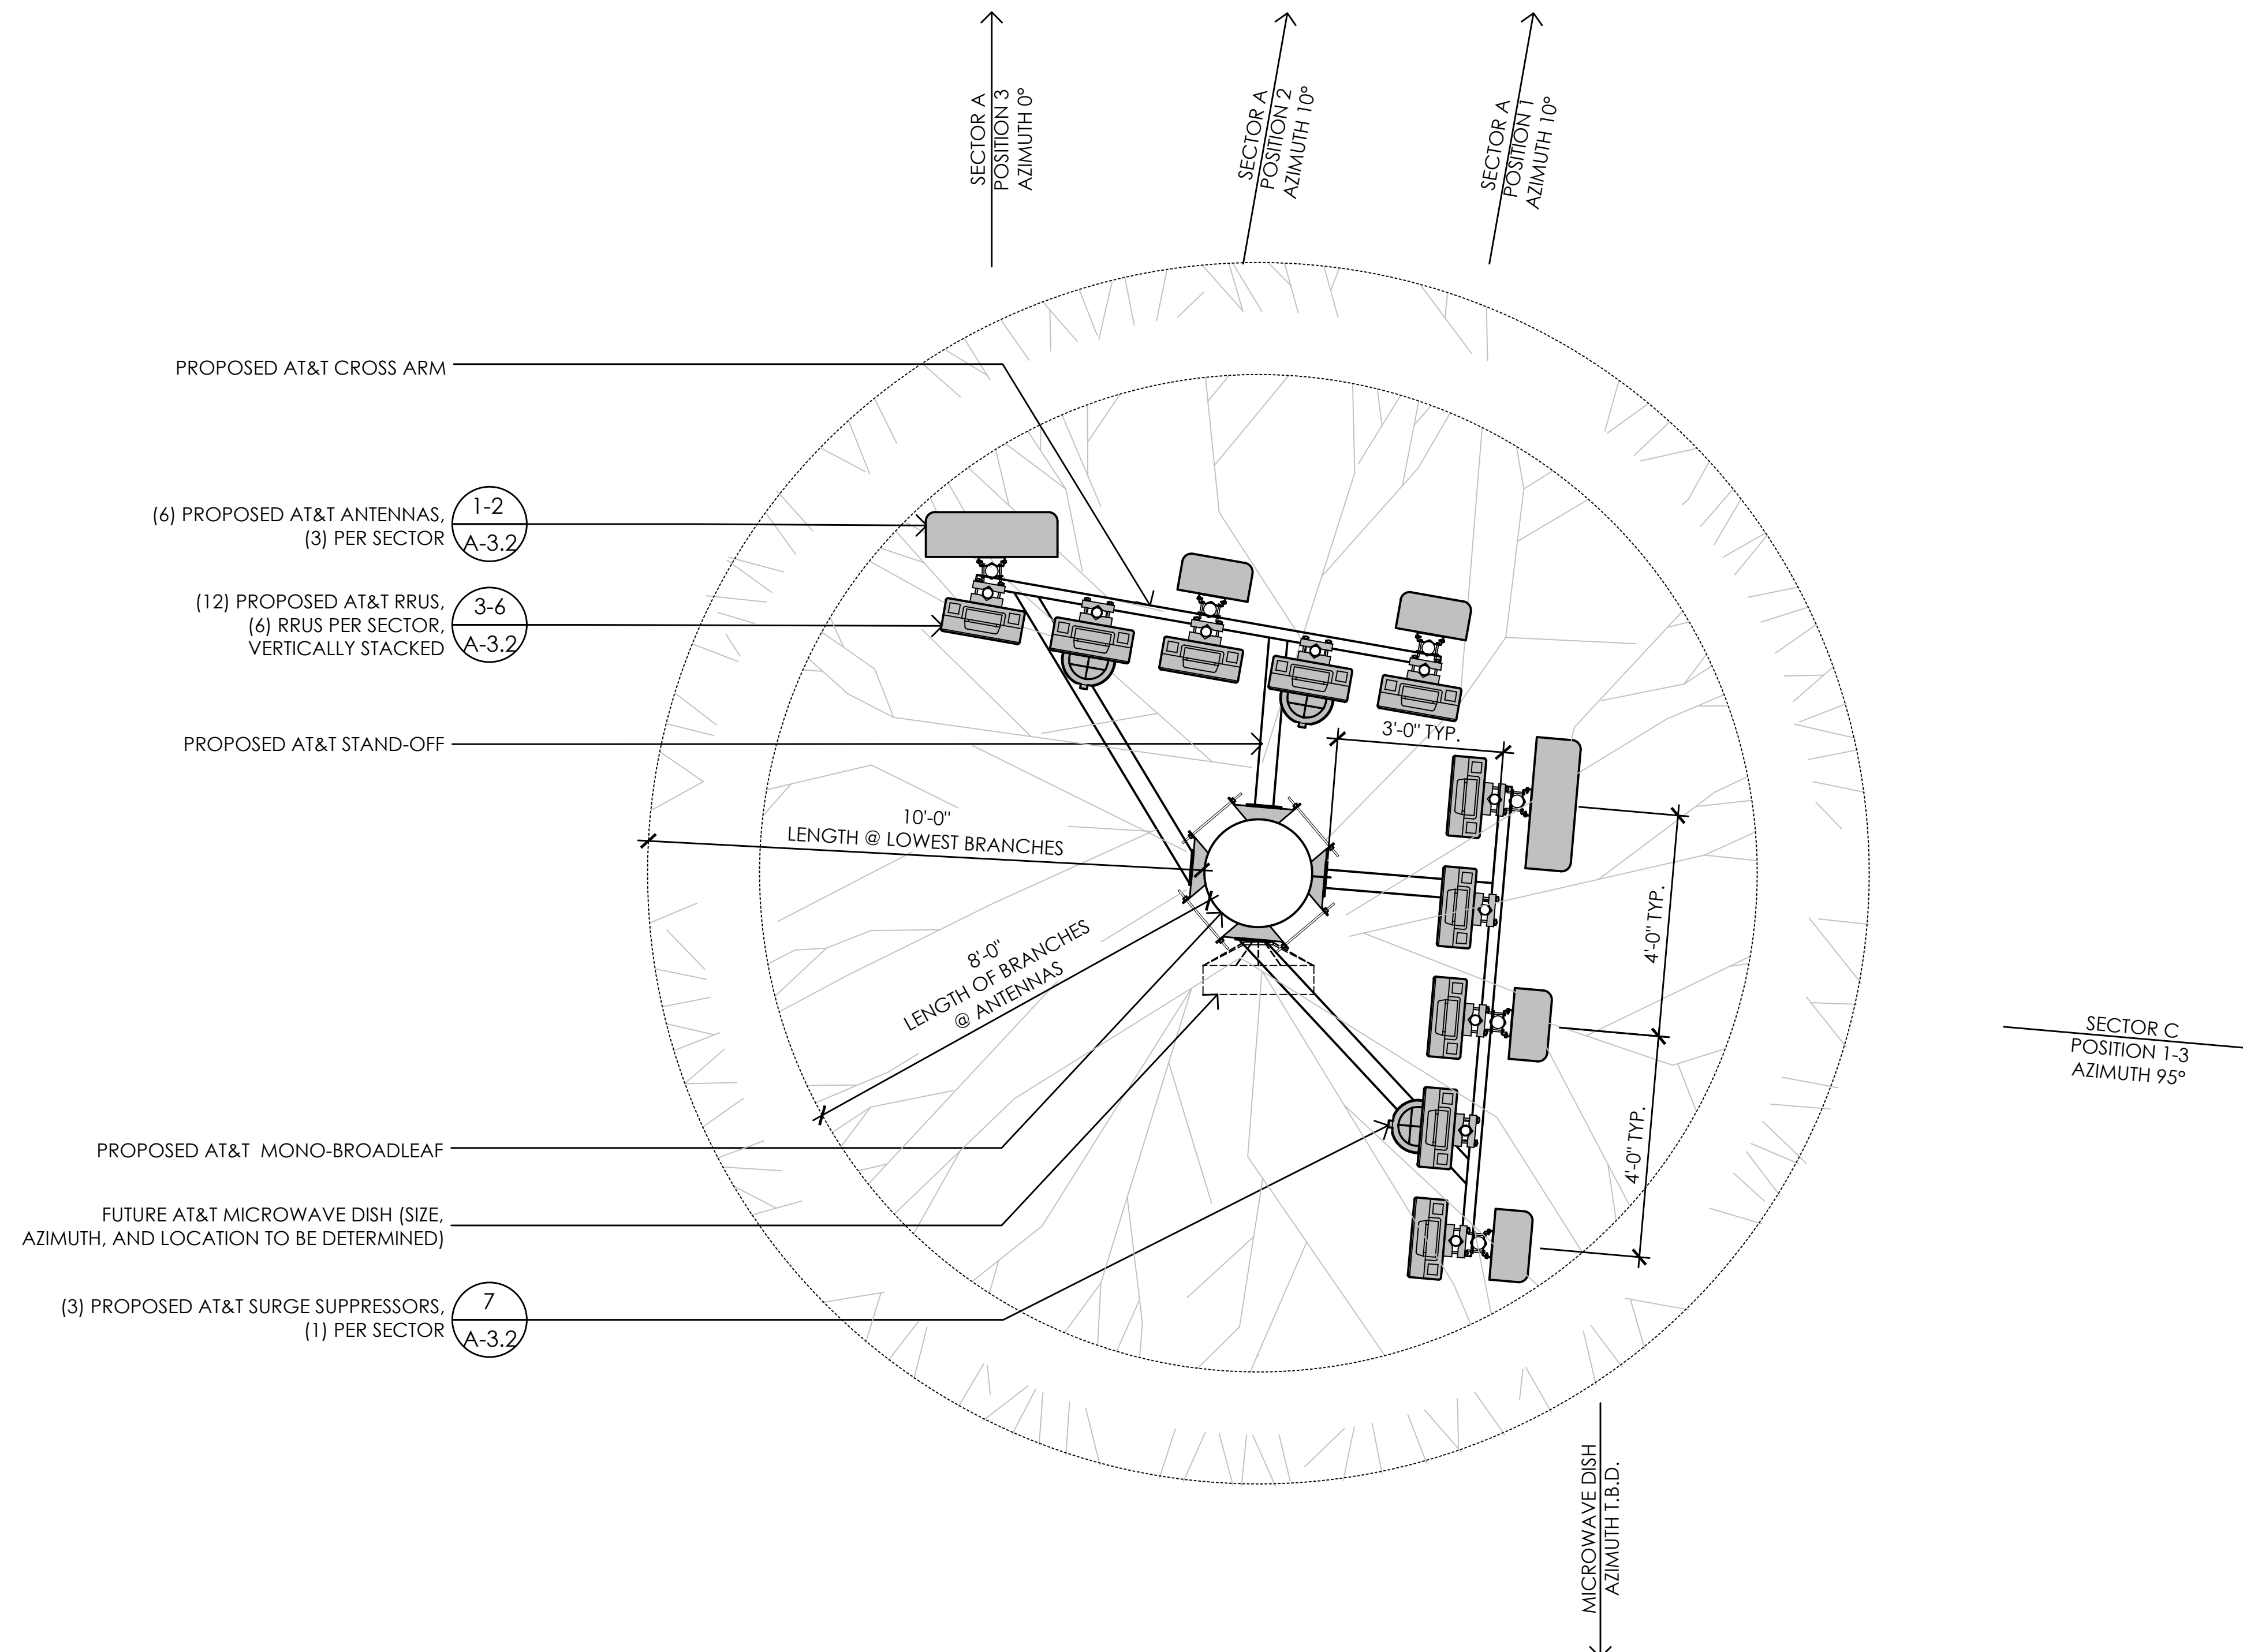 SECTOR A
POSITION 3
AZIMUTH 0°
SECTOR A
POSITION 2
AZIMUTH 10°
SECTOR A
POSITION 1
AZIMUTH 10°
PROPOSED AT&T CROSS ARM
(6) PROPOSED AT&T ANTENNAS,
(3) PER SECTOR
1-2
A-3.2
(12) PROPOSED AT&T RRUS,
(6) RRUS PER SECTOR,
VERTICALLY STACKED
3-6
A-3.2
PROPOSED AT&T STAND-OFF
3'-0" TYP.
10'-0"
LENGTH @ LOWEST BRANCHES
8'-0"
LENGTH OF BRANCHES
@ ANTENNAS
4'-0" TYP.
4'-0" TYP.
SECTOR C
POSITION 1-3
AZIMUTH 95°
PROPOSED AT&T MONO-BROADLEAF
FUTURE AT&T MICROWAVE DISH (SIZE,
AZIMUTH, AND LOCATION TO BE DETERMINED)
(3) PROPOSED AT&T SURGE SUPPRESSORS,
(1) PER SECTOR
7
A-3.2
MICROWAVE DISH
AZIMUTH T.B.D.